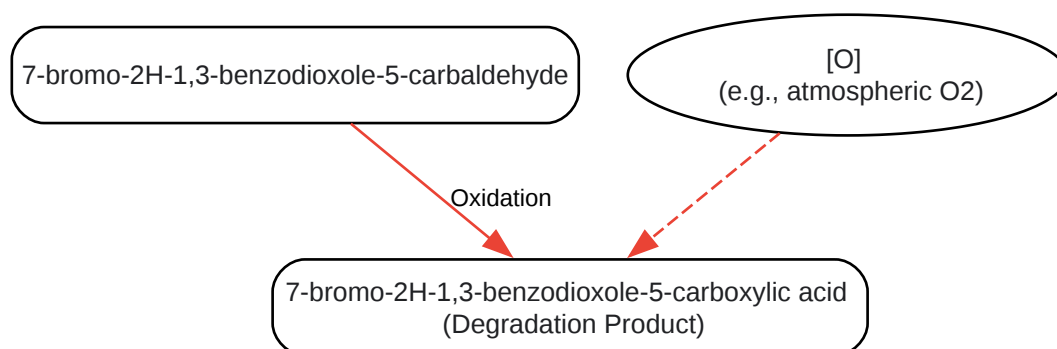 7-bromo-2H-1,3-benzodioxole-5-carbaldehyde
[O]
(e.g., atmospheric O2)
Oxidation
7-bromo-2H-1,3-benzodioxole-5-carboxylic acid
(Degradation Product)